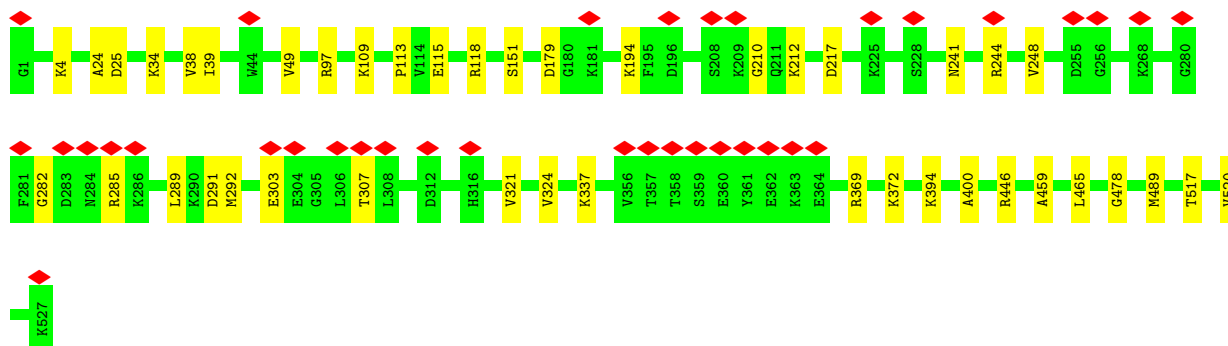 G1 K4 A24 D25 K34 V38 I39 W44 V49 R97 K109 P113 V114 E115 R118 S151 D179 G180 K181 K194 F195 D196 S208 K209 G210 Q211 K212 D217 K225 S228 N241 R244 V248 D255 G256 K268 G280
F281 G282 D283 N284 R285 K286 L289 K290 D291 M292 E303 E304 G305 L306 T307 L308 D312 H316 V321 V324 K337 V356 T357 T358 S359 E360 Y361 E362 K363 E364 R369 K372 K394 A400 R446 A459 L465 G478 M489 T517
K527